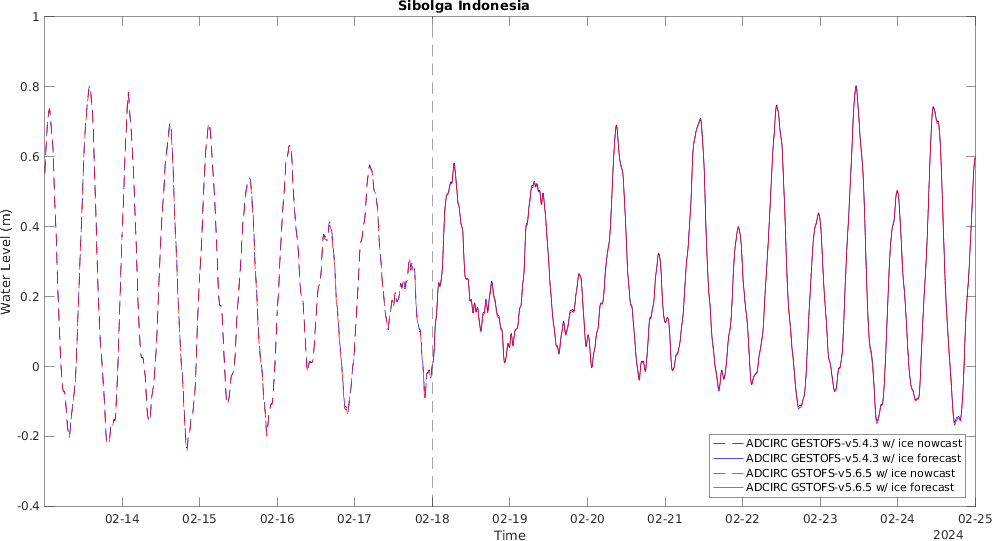 Sibolga Indonesia
1
0.8
0.6
0.4
0.2
0
-0.2
-0.4
Water Level (m)
ADCIRC GESTOFS-v5.4.3 w/ ice nowcast
ADCIRC GESTOFS-v5.4.3 w/ ice forecast
ADCIRC GSTOFS-v5.6.5 w/ ice nowcast
ADCIRC GSTOFS-v5.6.5 w/ ice forecast
02-14 02-15 02-16 02-17 02-18 02-19 02-20 02-21 02-22 02-23 02-24 02-25
Time
2024